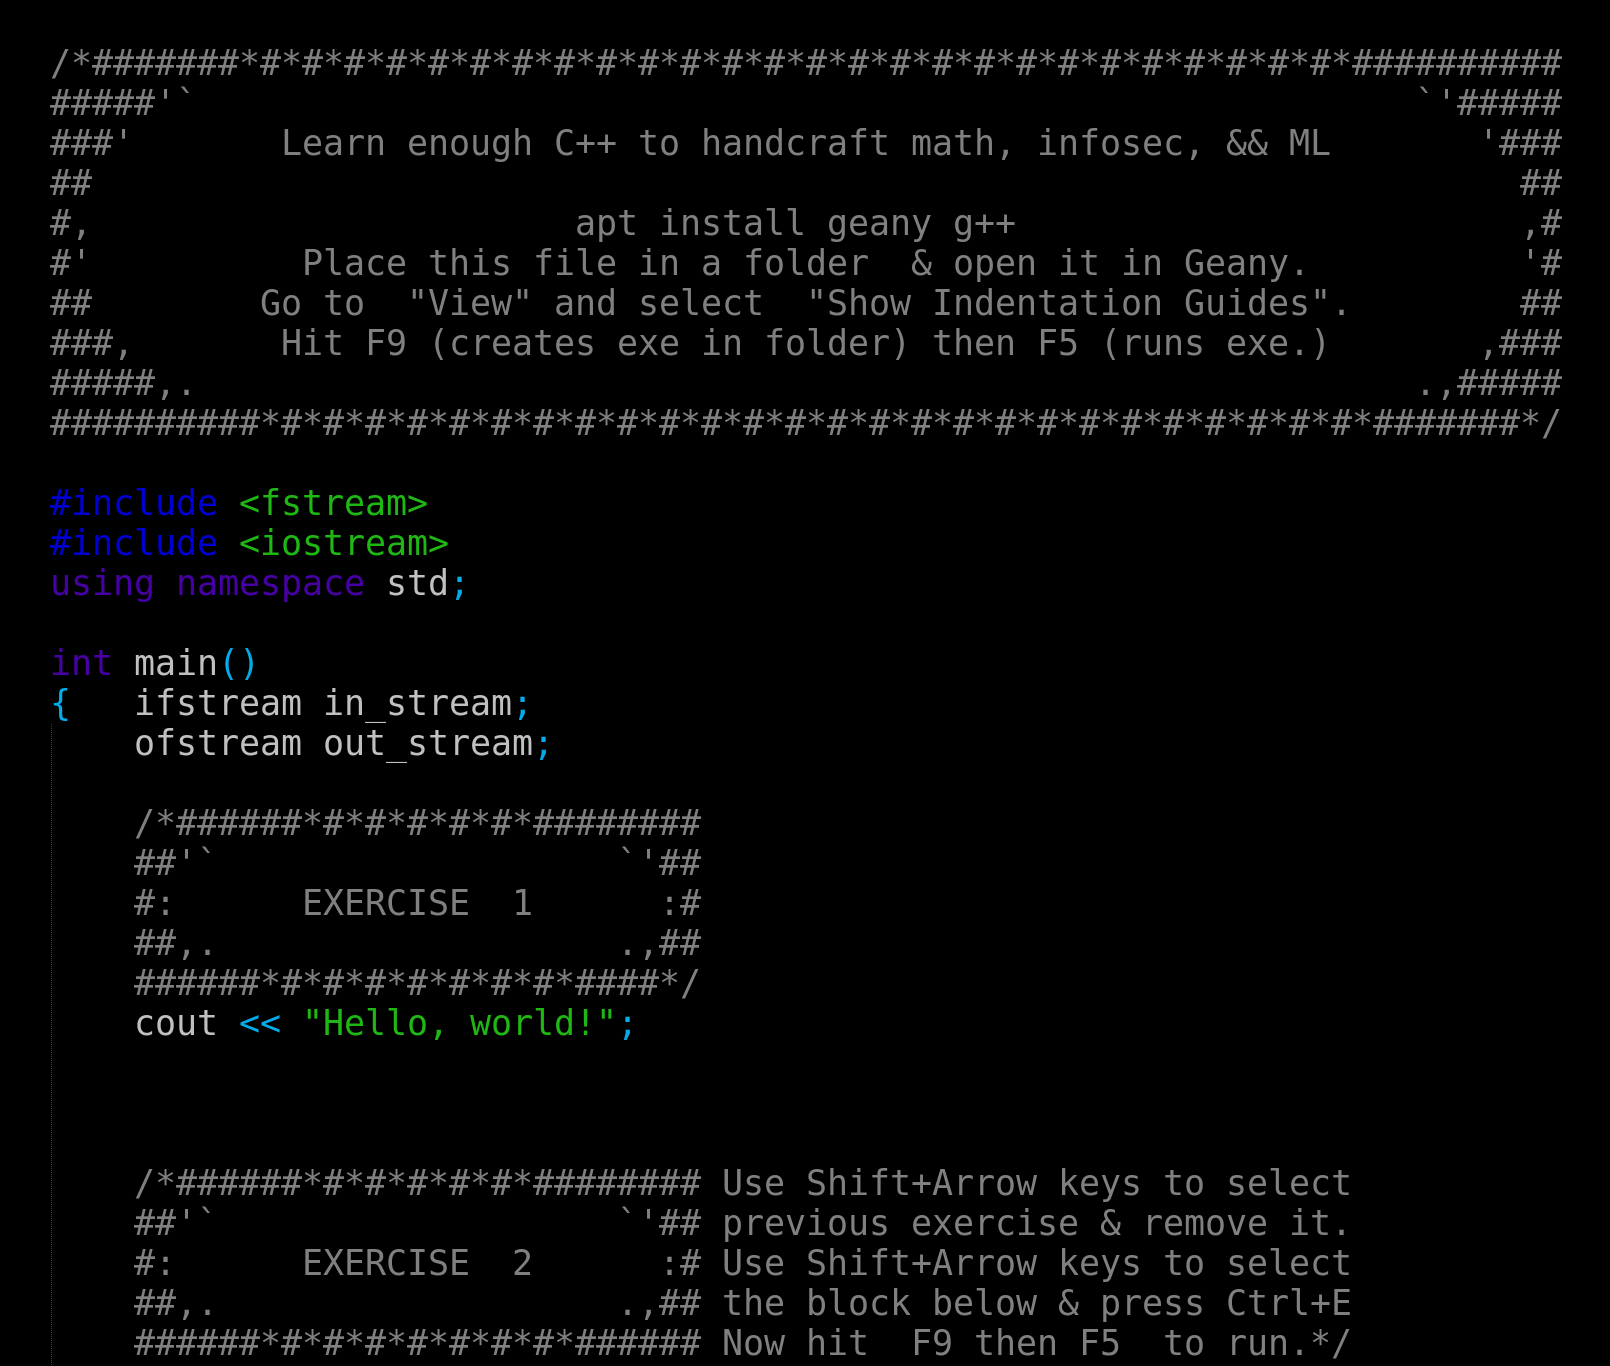 /*#######*#*#*#*#*#*#*#*#*#*#*#*#*#*#*#*#*#*#*#*#*#*#*#*#*#*#*##########
#####'`                                                          `'#####
###'       Learn enough C++ to handcraft math, infosec, && ML       '###
##                                                                    ##
#,                       apt install geany g++                        ,#
#'          Place this file in a folder  & open it in Geany.          '#
##        Go to  "View" and select  "Show Indentation Guides".        ##
###,       Hit F9 (creates exe in folder) then F5 (runs exe.)       ,###
#####,.                                                          .,#####
##########*#*#*#*#*#*#*#*#*#*#*#*#*#*#*#*#*#*#*#*#*#*#*#*#*#*#*#######*/
#include <fstream>
#include <iostream>
using namespace std;
int main()
{   ifstream in_stream;
    ofstream out_stream;
    /*######*#*#*#*#*#*########
    ##'`                   `'##
    #:      EXERCISE  1      :#
    ##,.                   .,##
    ######*#*#*#*#*#*#*#*####*/
    cout << "Hello, world!";
    /*######*#*#*#*#*#*######## Use Shift+Arrow keys to select
    ##'`                   `'## previous exercise & remove it.
    #:      EXERCISE  2      :# Use Shift+Arrow keys to select
    ##,.                   .,## the block below & press Ctrl+E
    ######*#*#*#*#*#*#*#*###### Now hit  F9 then F5  to run.*/